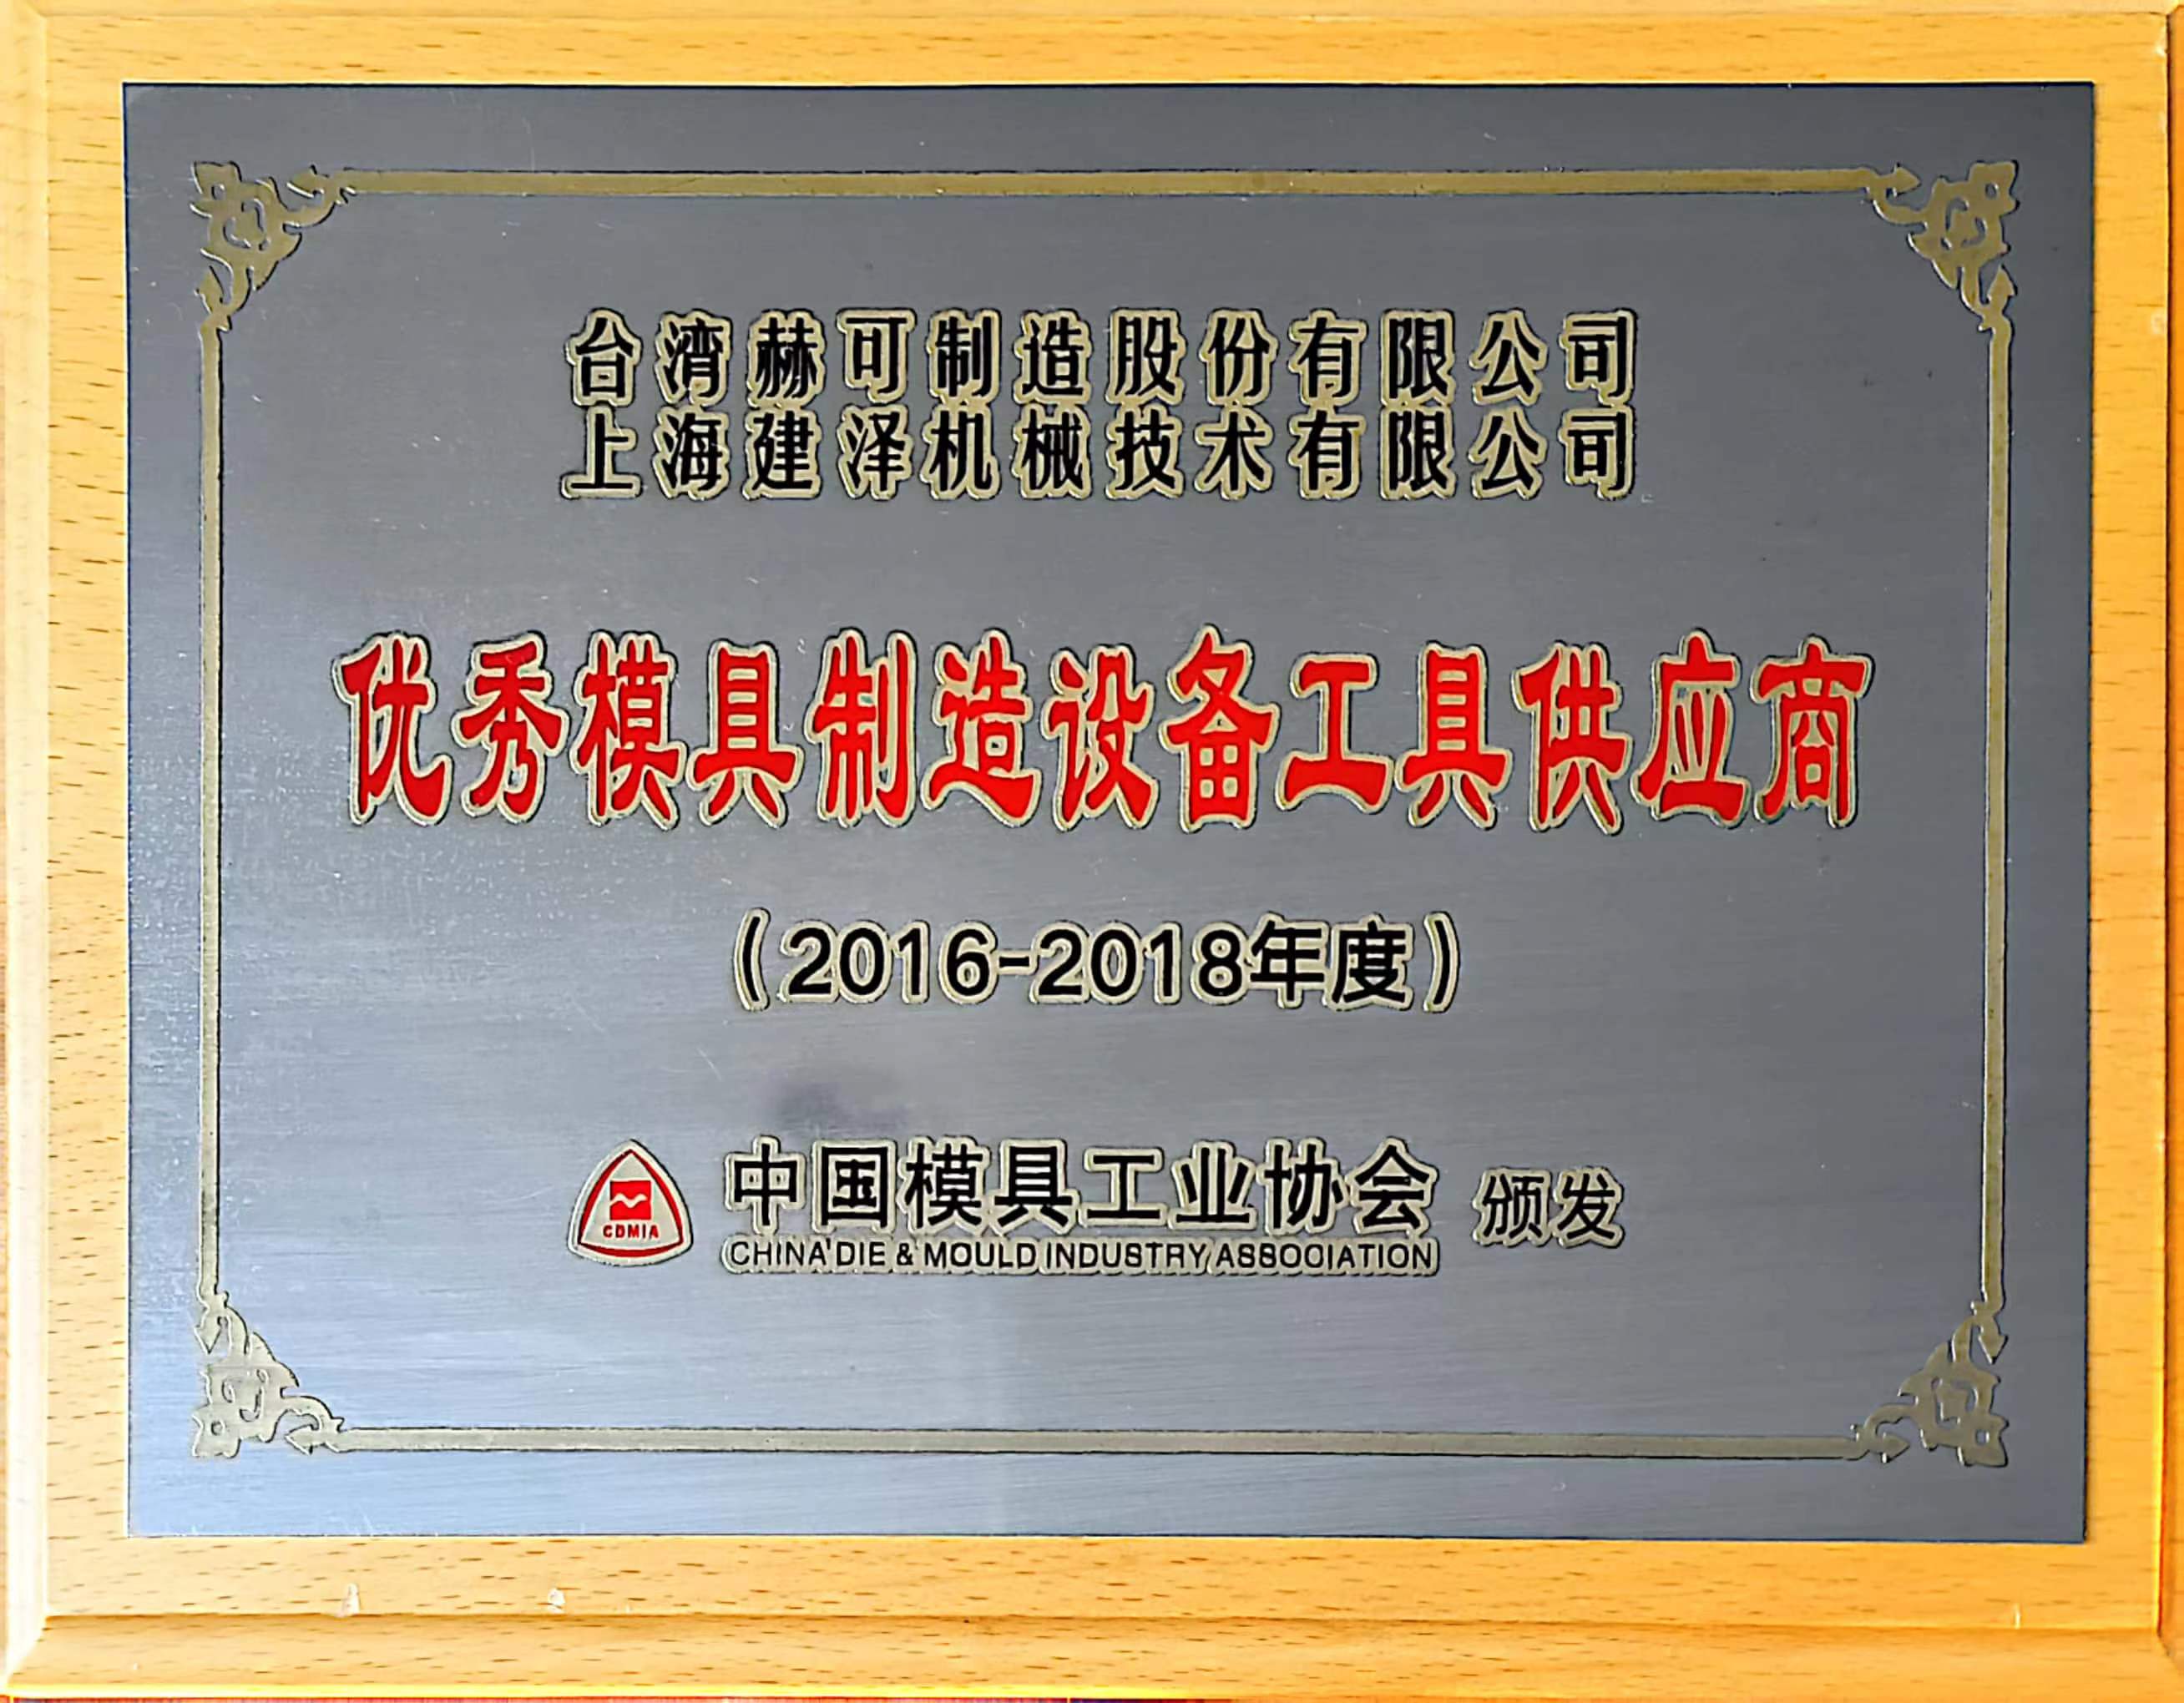 台湾赫可制造股份有限公司
上海建泽机械技术有限公司
优秀模具制造设备工具供应商
（2016-2018年度）
CDMIA
中国模具工业协会 颁发
CHINA DIE & MOULD INDUSTRY ASSOCIATION